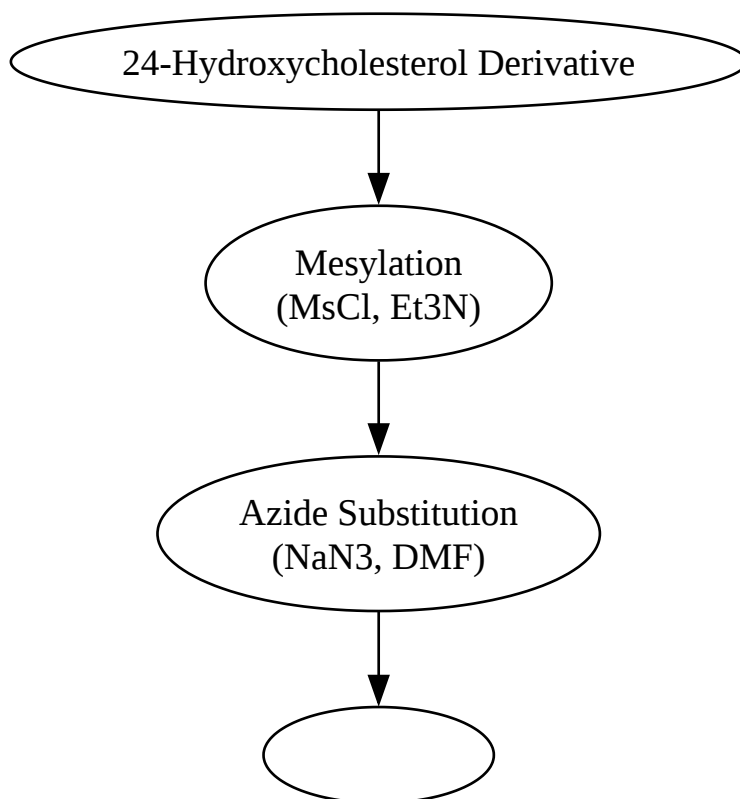 24-Hydroxycholesterol Derivative
Mesylation
(MsCl, Et3N)
Azide Substitution
(NaN3, DMF)